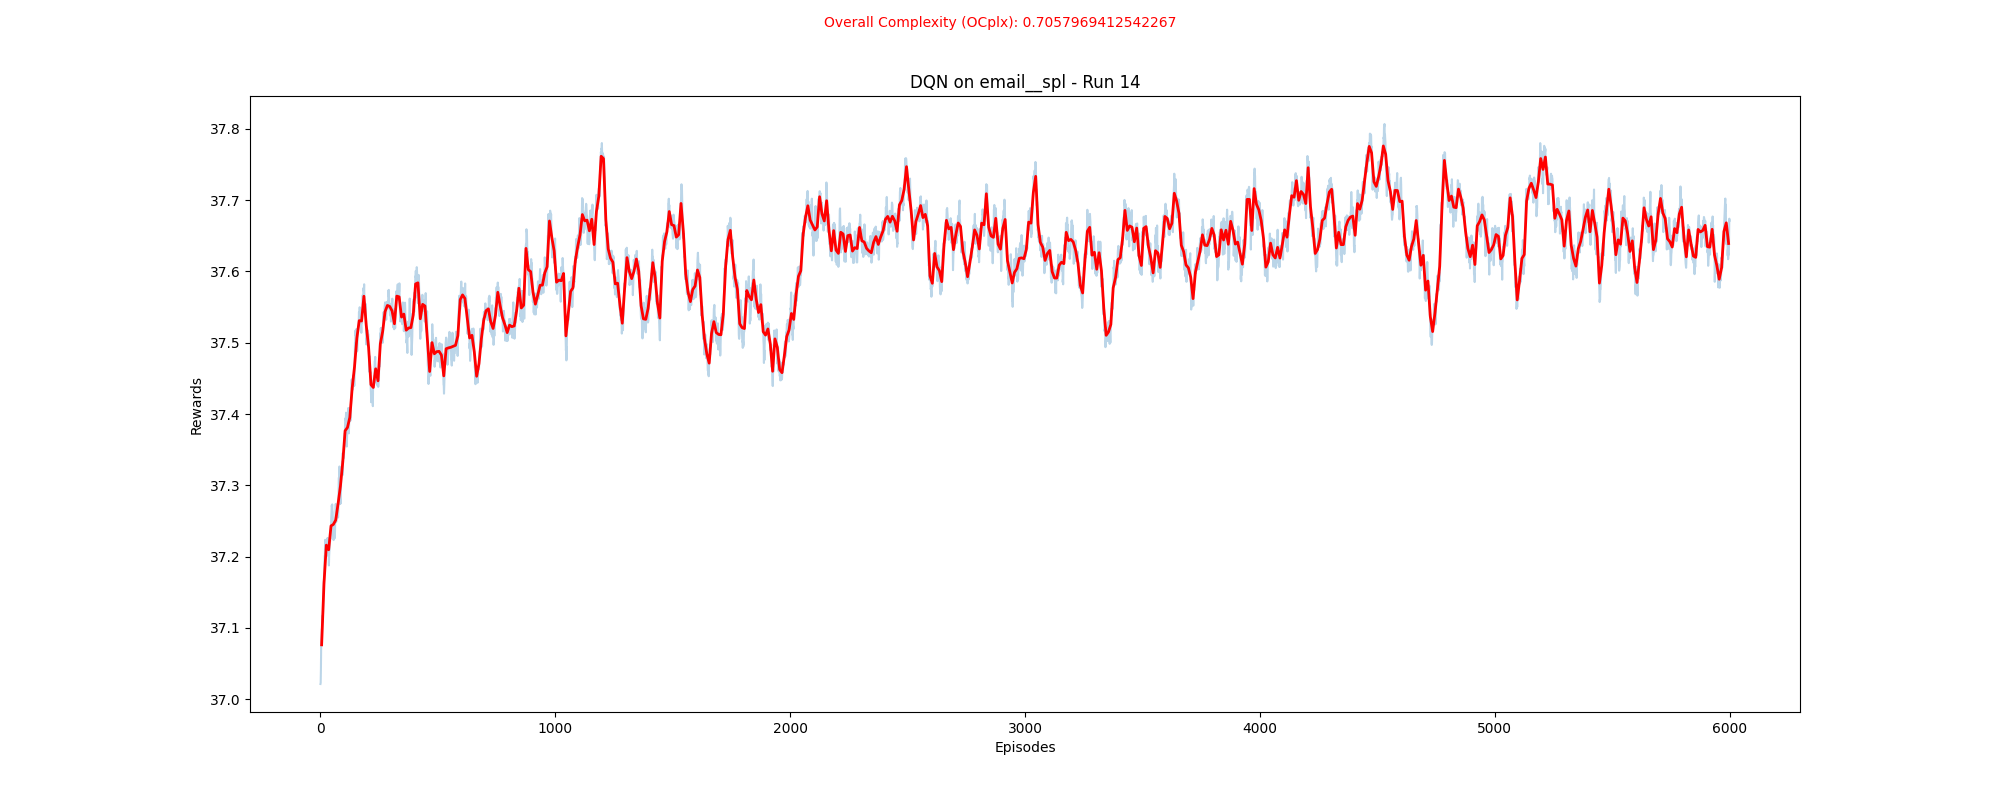 Overall Complexity (OCplx): 0.7057969412542267
DQN on email__spl - Run 14
37.8
37.7
37.6
37.5
37.4
37.3
37.2
37.1
37.0
Rewards
0 1000 2000 3000 4000 5000 6000
Episodes